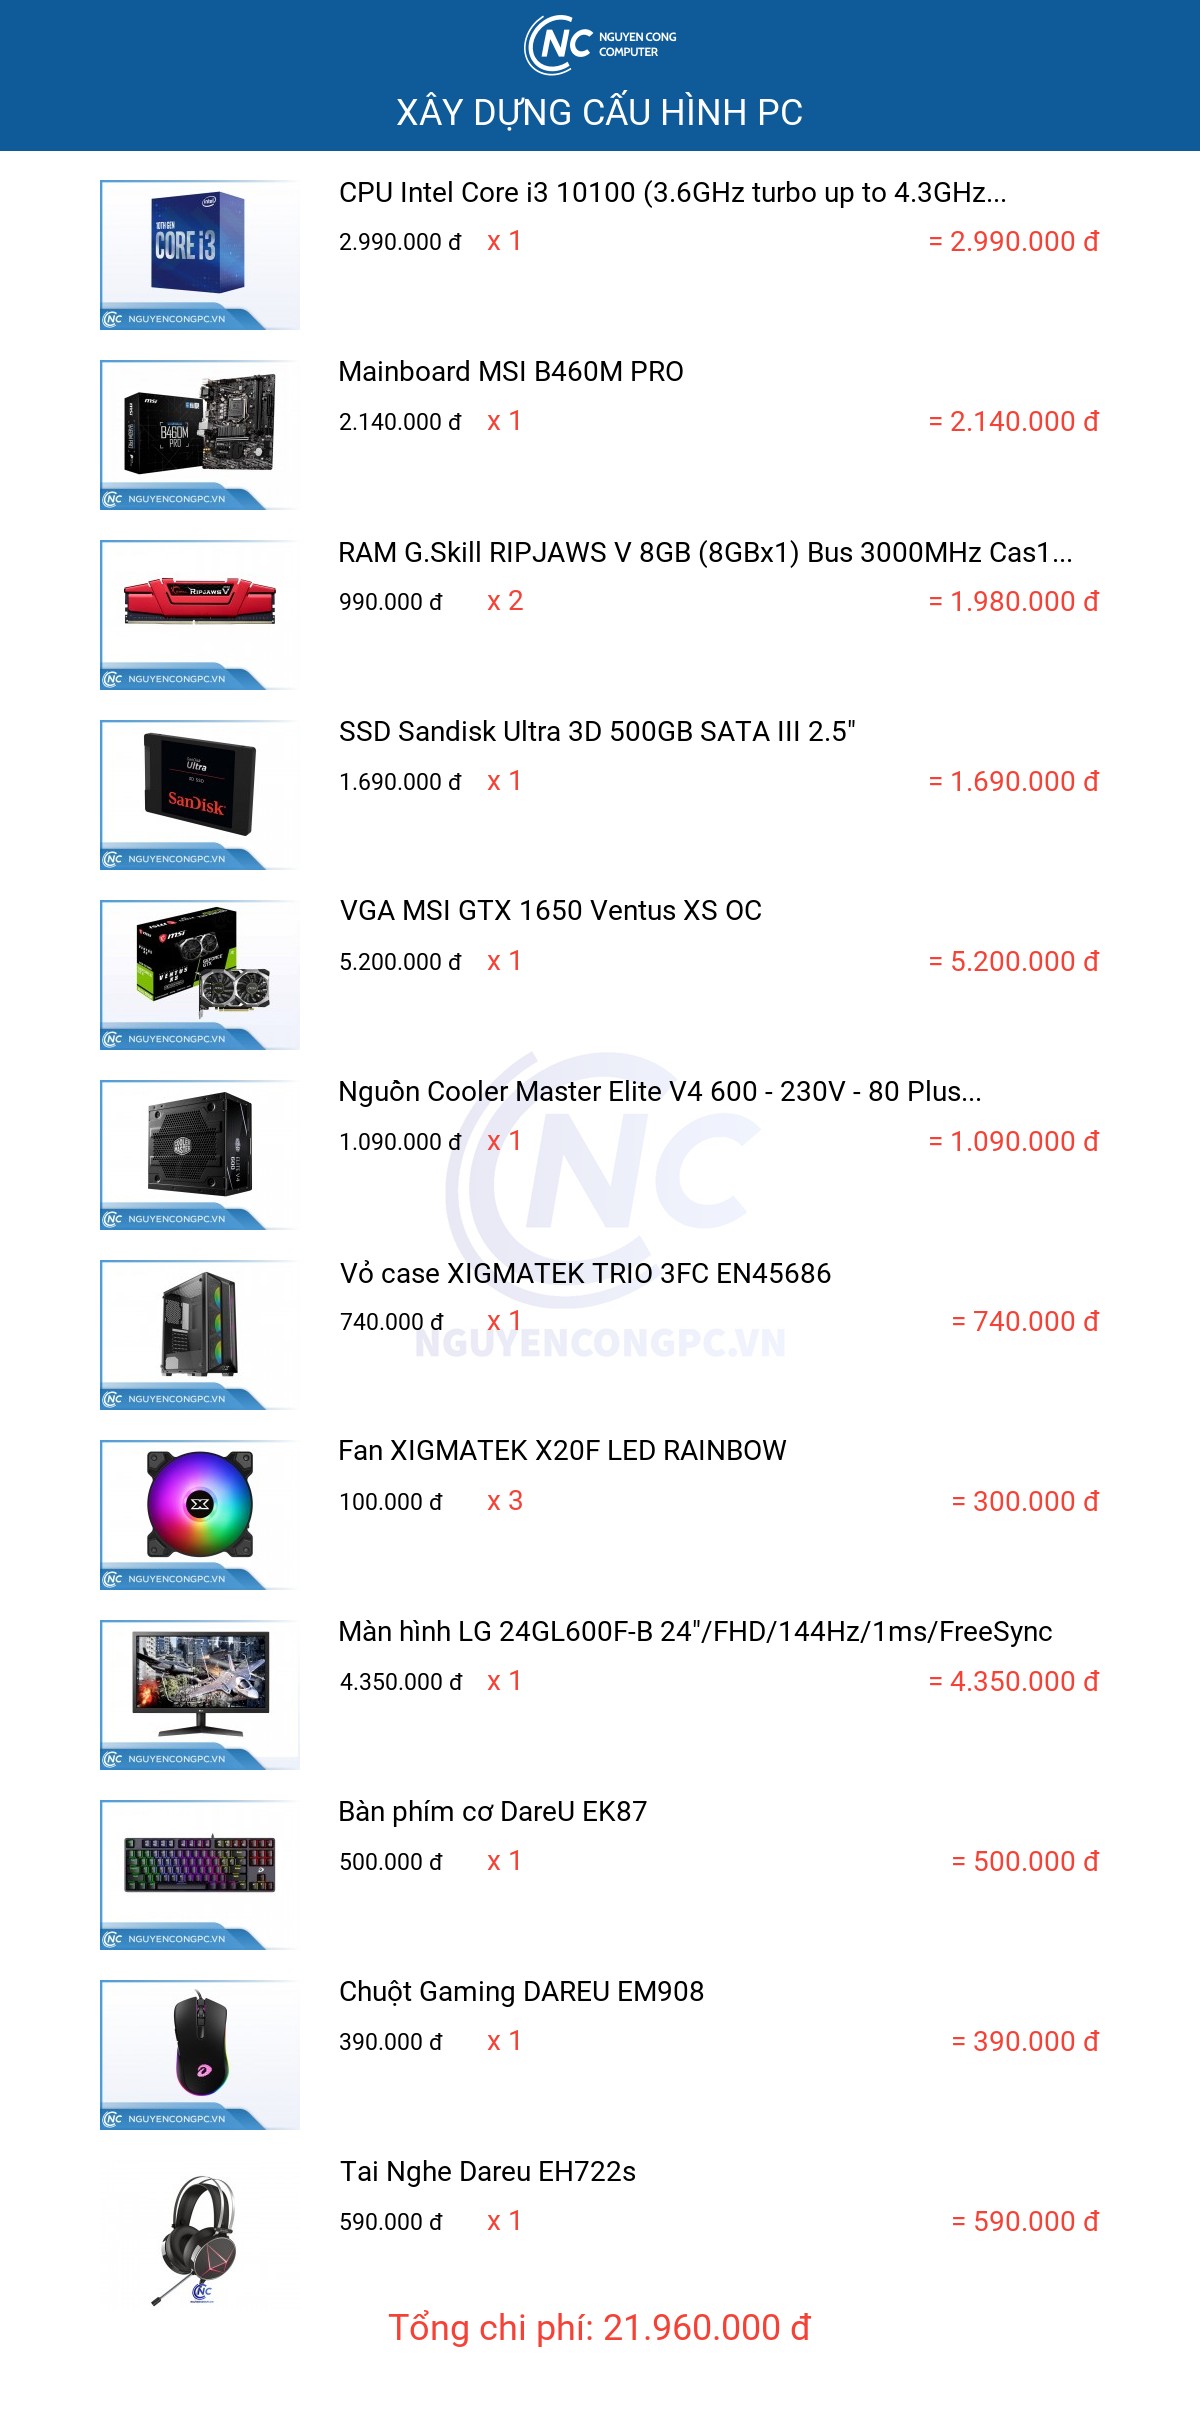 NC NGUYEN CONG
COMPUTER
XÂY DỰNG CẤU HÌNH PC
CPU Intel Core i3 10100 (3.6GHz turbo up to 4.3GHz...
2.990.000 đ x 1 = 2.990.000 đ
intel
10TH GEN
CORE i3
NC NGUYENCONGPC.VN
Mainboard MSI B460M PRO
2.140.000 đ x 1 = 2.140.000 đ
msi
B460M
PRO
NC NGUYENCONGPC.VN
RAM G.Skill RIPJAWS V 8GB (8GBx1) Bus 3000MHz Cas1...
990.000 đ x 2 = 1.980.000 đ
RIPJAWS V
NC NGUYENCONGPC.VN
SSD Sandisk Ultra 3D 500GB SATA III 2.5"
1.690.000 đ x 1 = 1.690.000 đ
SanDisk
Ultra
3D SSD
SanDisk
NC NGUYENCONGPC.VN
VGA MSI GTX 1650 Ventus XS OC
5.200.000 đ x 1 = 5.200.000 đ
msi
GEFORCE
GTX
VENTUS
XS
NC NGUYENCONGPC.VN
Nguồn Cooler Master Elite V4 600 - 230V - 80 Plus...
1.090.000 đ x 1 = 1.090.000 đ
ELITE V4
600
NC NGUYENCONGPC.VN
NC
Vỏ case XIGMATEK TRIO 3FC EN45686
740.000 đ x 1 = 740.000 đ
NGUYENCONGPC.VN
NC NGUYENCONGPC.VN
Fan XIGMATEK X20F LED RAINBOW
100.000 đ x 3 = 300.000 đ
NC NGUYENCONGPC.VN
Màn hình LG 24GL600F-B 24"/FHD/144Hz/1ms/FreeSync
4.350.000 đ x 1 = 4.350.000 đ
NC NGUYENCONGPC.VN
Bàn phím cơ DareU EK87
500.000 đ x 1 = 500.000 đ
NC NGUYENCONGPC.VN
Chuột Gaming DAREU EM908
390.000 đ x 1 = 390.000 đ
NC NGUYENCONGPC.VN
Tai Nghe Dareu EH722s
590.000 đ x 1 = 590.000 đ
NC
Tổng chi phí: 21.960.000 đ